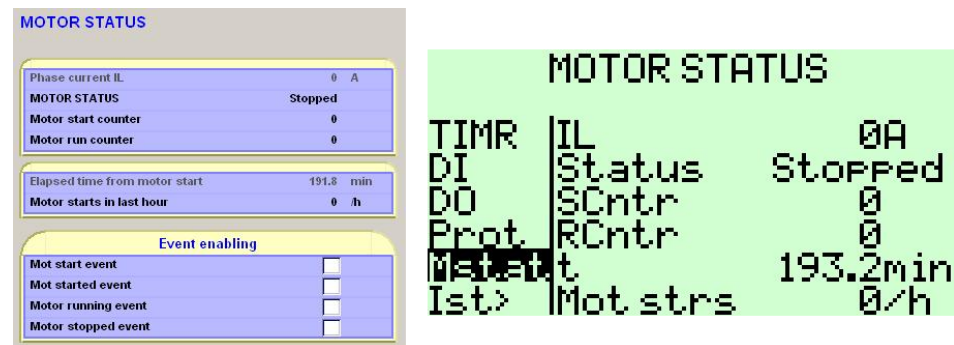 MOTOR STATUS
Phase current IL 0 A
MOTOR STATUS Stopped
Motor start counter 0
Motor run counter 0
Elapsed time from motor start 191.8 min
Motor starts in last hour 0 /h
Event enabling
Mot start event
Mot started event
Motor running event
Motor stopped event
MOTOR STATUS
TIMR IL 0A
DI Status Stopped
DO SCntr 0
Prot RCntr 0
Mstat t 193.2min
Ist> Mot strs 0/h